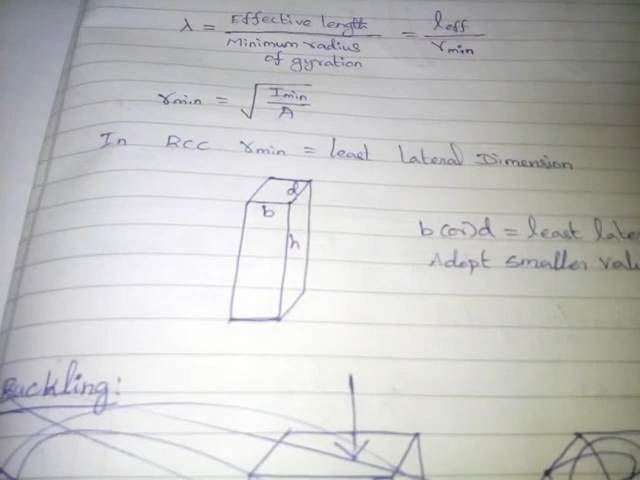 λ = Effective length / Minimum radius of gyration = leff / rmin
rmin = √(Imin / A)
In RCC rmin = least Lateral Dimension
d
b
h
b (or) d = least late
Adopt smaller valu
Buckling: